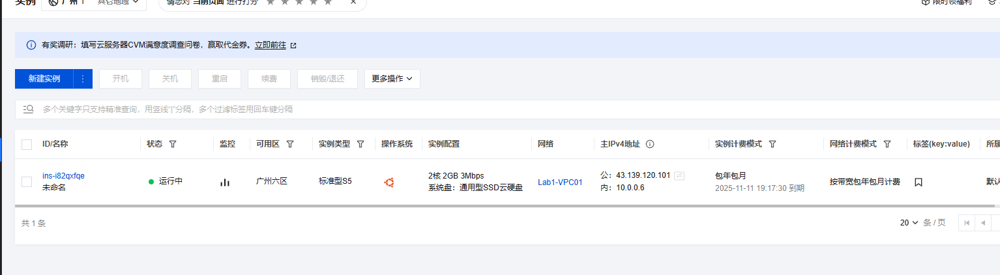 实例 广州 1 其它地域 请您对 当前页面 进行打分 限时领福利
有奖调研：填写云服务器CVM满意度调查问卷，赢取代金券。立即前往
新建实例 开机 关机 重启 续费 销毁/退还 更多操作
多个关键字只支持精准查询，用竖线"|"分隔，多个过滤标签用回车键分隔
ID/名称 状态 监控 可用区 实例类型 操作系统 实例配置 网络 主IPv4地址 实例计费模式 网络计费模式 标签(key:value) 所属
ins-i82qxfqe 运行中 广州六区 标准型S5 2核 2GB 3Mbps Lab1-VPC01 公：43.139.120.101 包年包月 按带宽包年包月计费 默认
未命名 系统盘：通用型SSD云硬盘 内：10.0.0.6 2025-11-11 19:17:30 到期
共 1 条 20 条 / 页